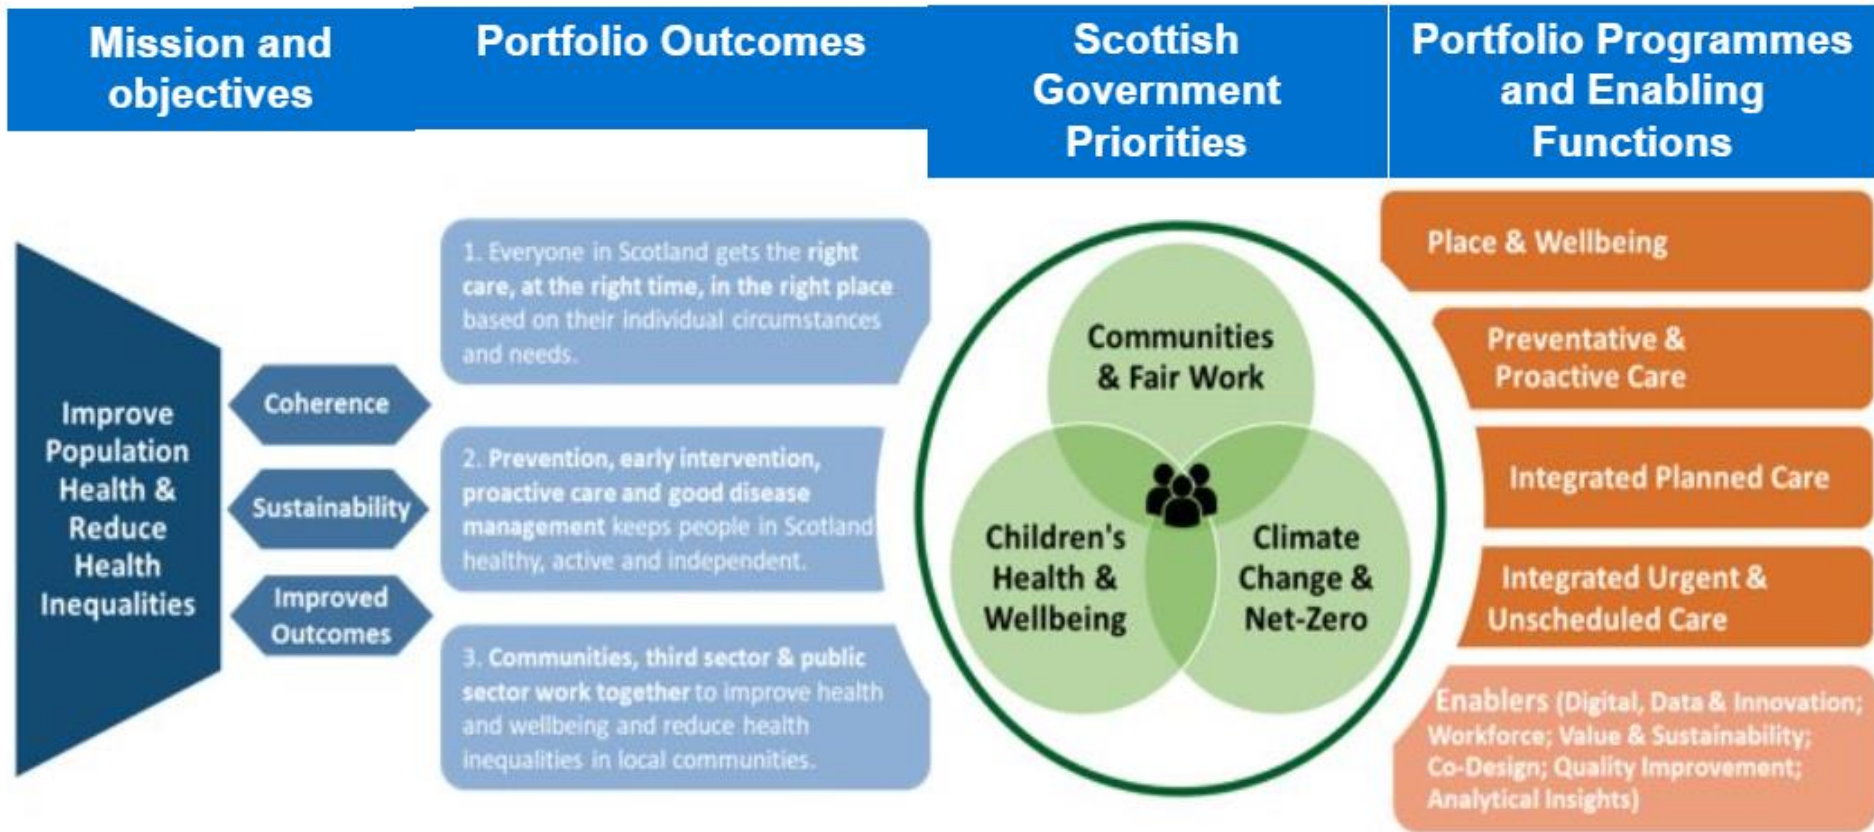 Mission and
objectives
Portfolio Outcomes
Scottish
Government
Priorities
Portfolio Programmes
and Enabling
Functions
Improve
Population
Health &
Reduce
Health
Inequalities
Coherence
Sustainability
Improved
Outcomes
1. Everyone in Scotland gets the right
care, at the right time, in the right place
based on their individual circumstances
and needs.
2. Prevention, early intervention,
proactive care and good disease
management keeps people in Scotland
healthy, active and independent.
3. Communities, third sector & public
sector work together to improve health
and wellbeing and reduce health
inequalities in local communities.
Communities
& Fair Work
Children's
Health &
Wellbeing
Climate
Change &
Net-Zero
Place & Wellbeing
Preventative &
Proactive Care
Integrated Planned Care
Integrated Urgent &
Unscheduled Care
Enablers (Digital, Data & Innovation;
Workforce; Value & Sustainability;
Co-Design; Quality Improvement;
Analytical Insights)